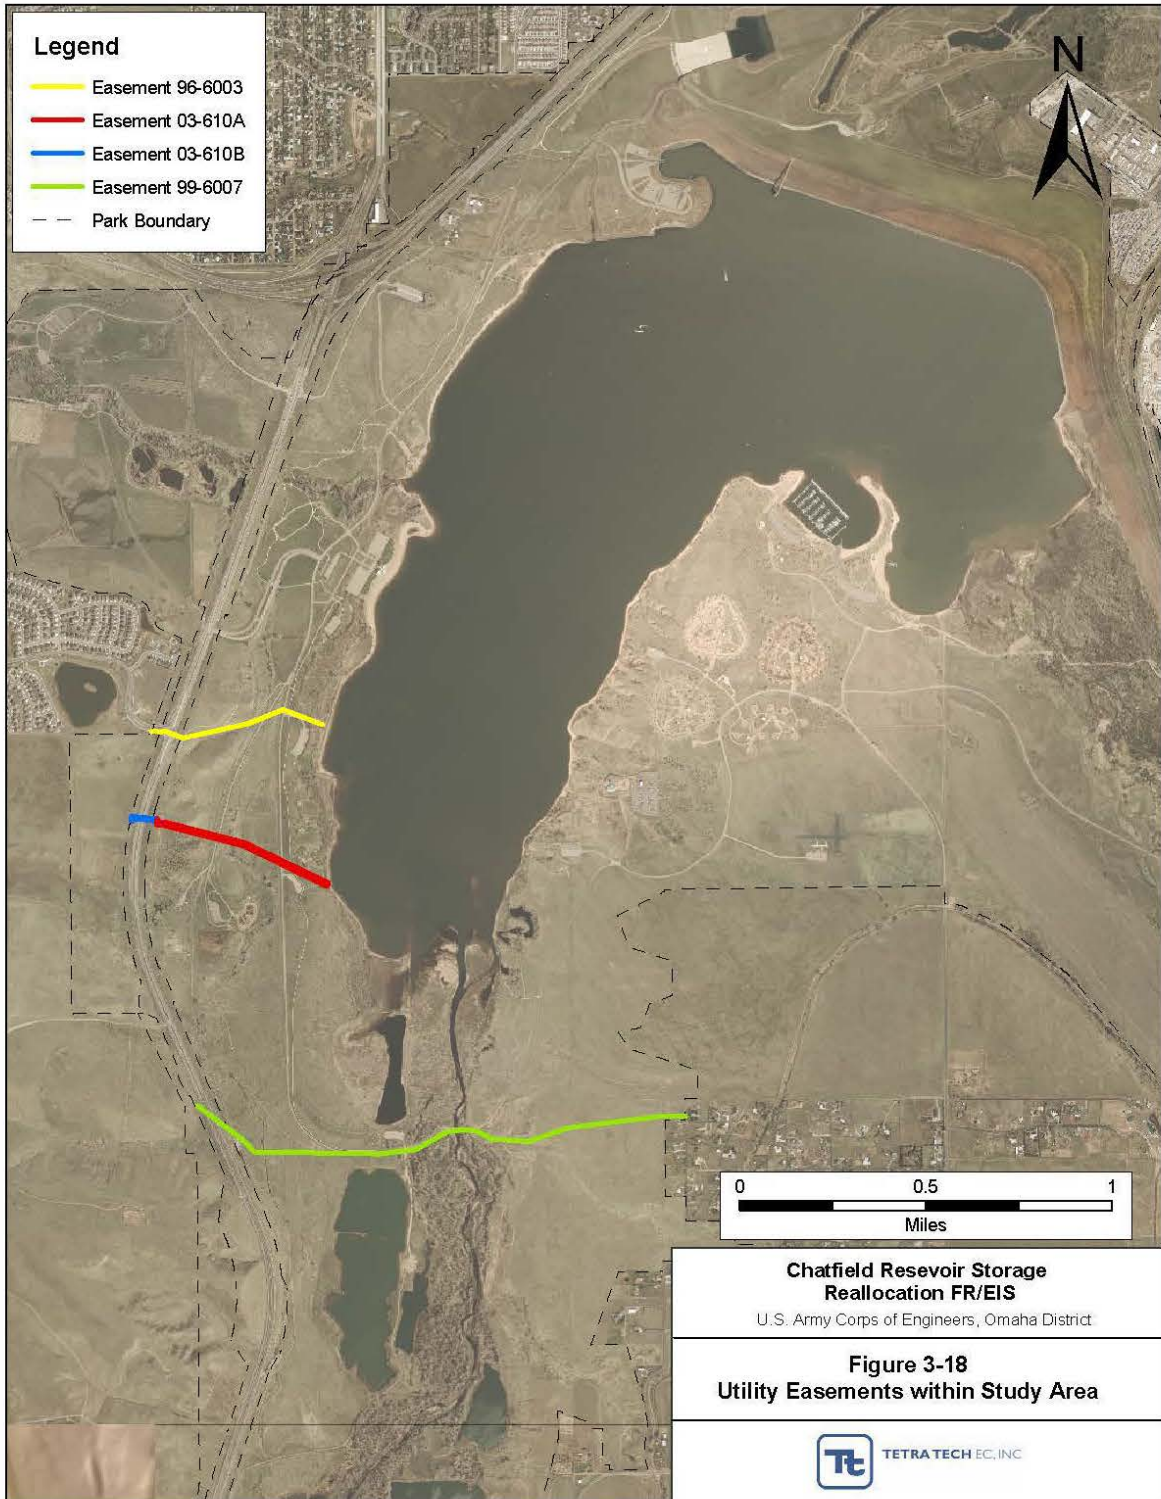 Legend
Easement 96-6003
Easement 03-610A
Easement 03-610B
Easement 99-6007
Park Boundary
N
0 0.5 1
Miles
Chatfield Resevoir Storage
Reallocation FR/EIS
U.S. Army Corps of Engineers, Omaha District
Figure 3-18
Utility Easements within Study Area
Tt TETRA TECH EC, INC